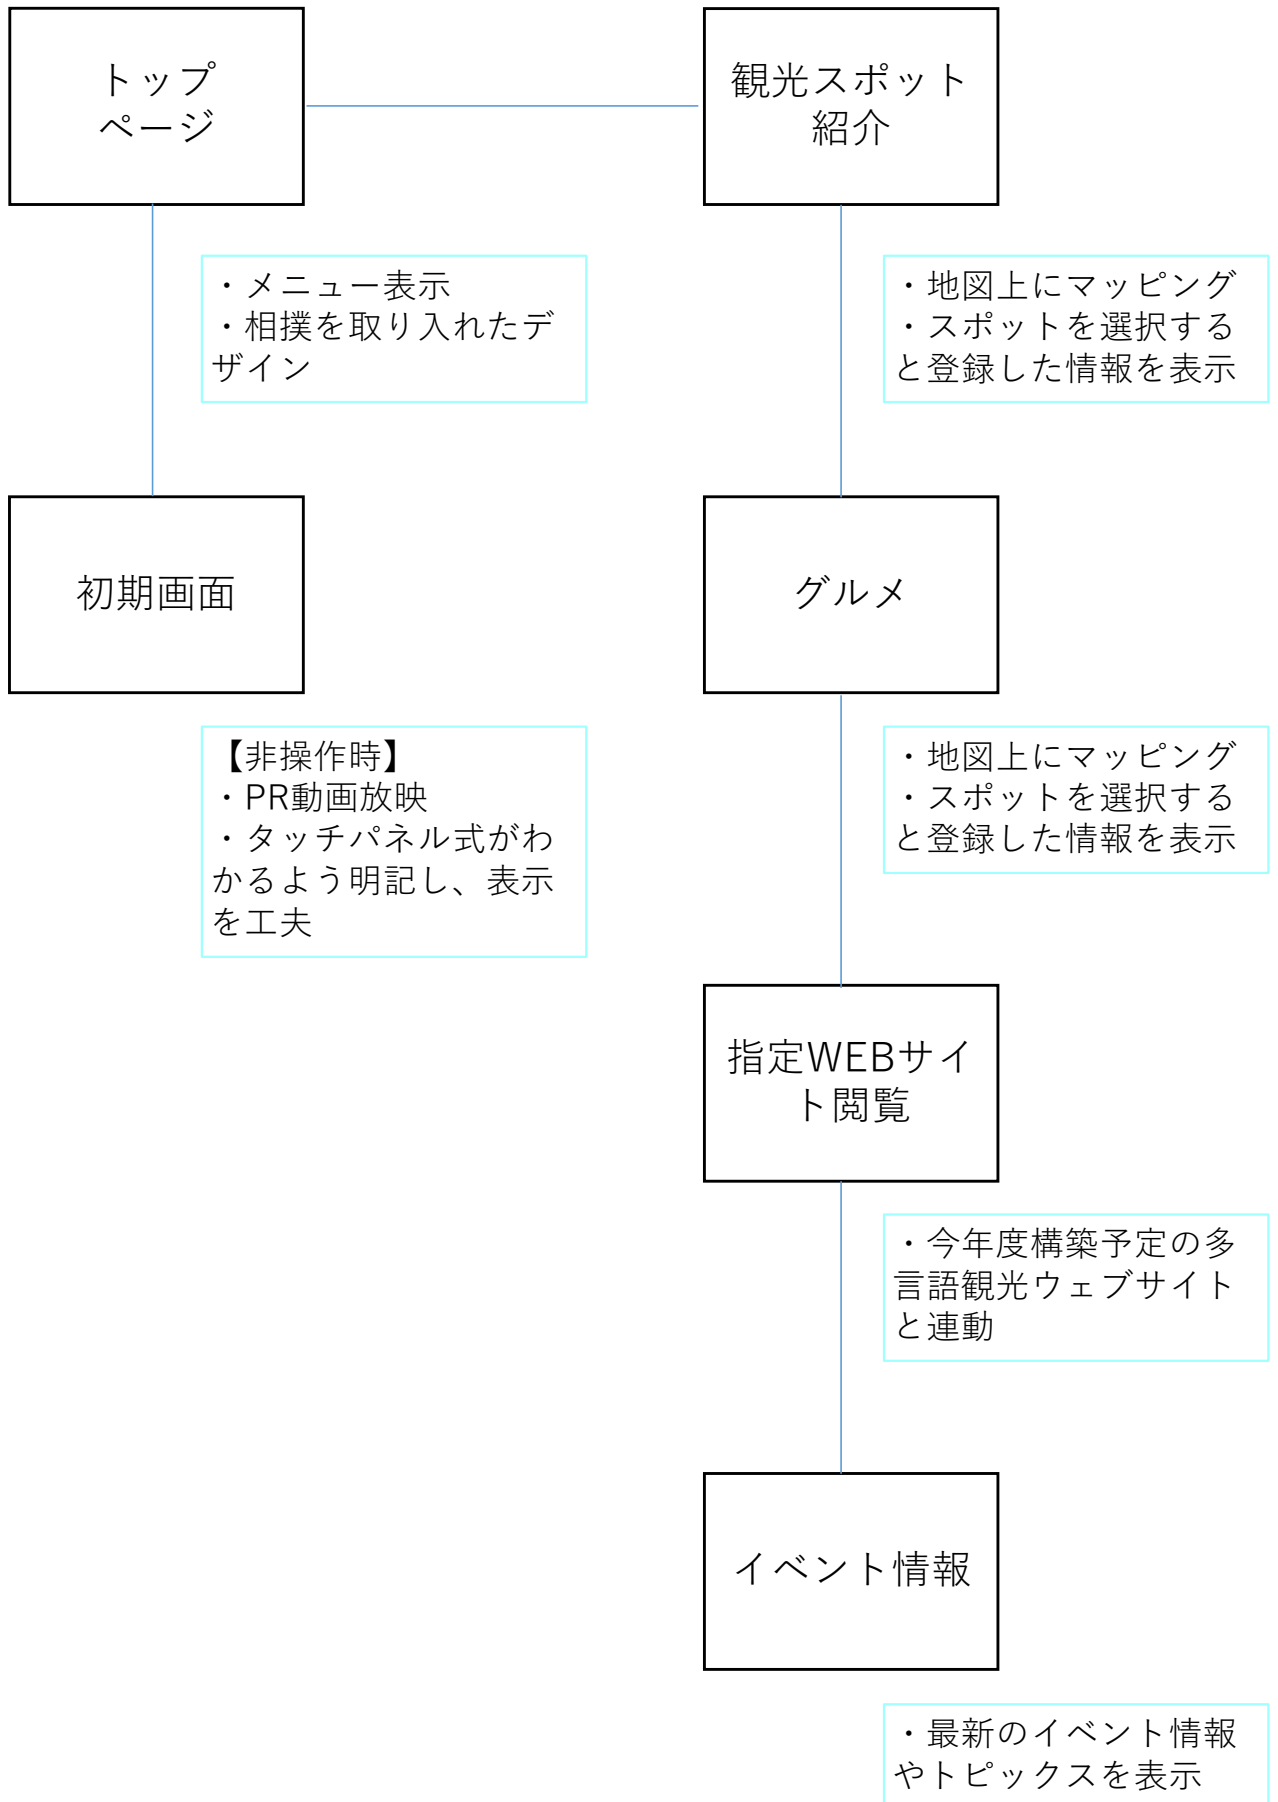 トップ
ページ
観光スポット
紹介
・メニュー表示
・相撲を取り入れたデ
ザイン
・地図上にマッピング
・スポットを選択する
と登録した情報を表示
初期画面
グルメ
【非操作時】
・PR動画放映
・タッチパネル式がわ
かるよう明記し、表示
を工夫
・地図上にマッピング
・スポットを選択する
と登録した情報を表示
指定WEBサイ
ト閲覧
・今年度構築予定の多
言語観光ウェブサイト
と連動
イベント情報
・最新のイベント情報
やトピックスを表示